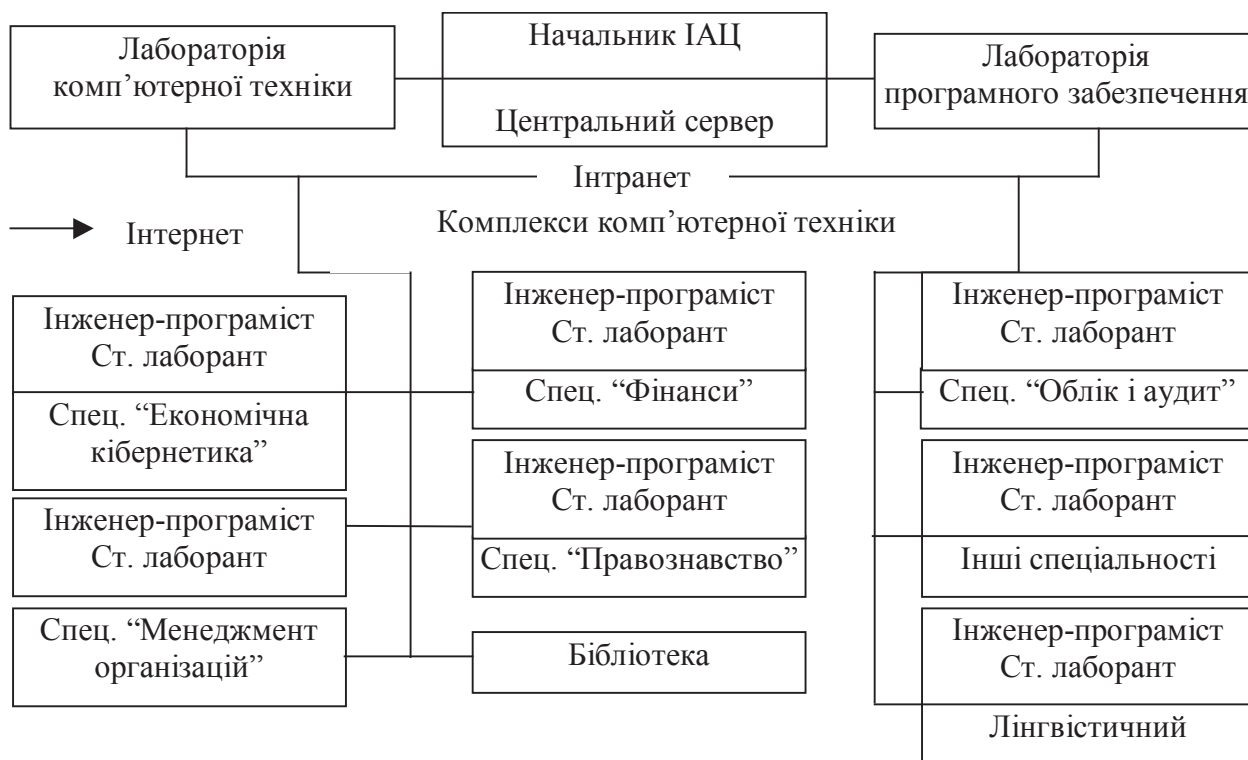 Лабораторія
комп’ютерної техніки
Начальник ІАЦ
Центральний сервер
Лабораторія
програмного забезпечення
Інтранет
Інтернет
Комплекси комп’ютерної техніки
Інженер-програміст
Ст. лаборант
Спец. “Економічна
кібернетика”
Інженер-програміст
Ст. лаборант
Спец. “Менеджмент
організацій”
Інженер-програміст
Ст. лаборант
Спец. “Фінанси”
Інженер-програміст
Ст. лаборант
Спец. “Правознавство”
Бібліотека
Інженер-програміст
Ст. лаборант
Спец. “Облік і аудит”
Інженер-програміст
Ст. лаборант
Інші спеціальності
Інженер-програміст
Ст. лаборант
Лінгвістичний